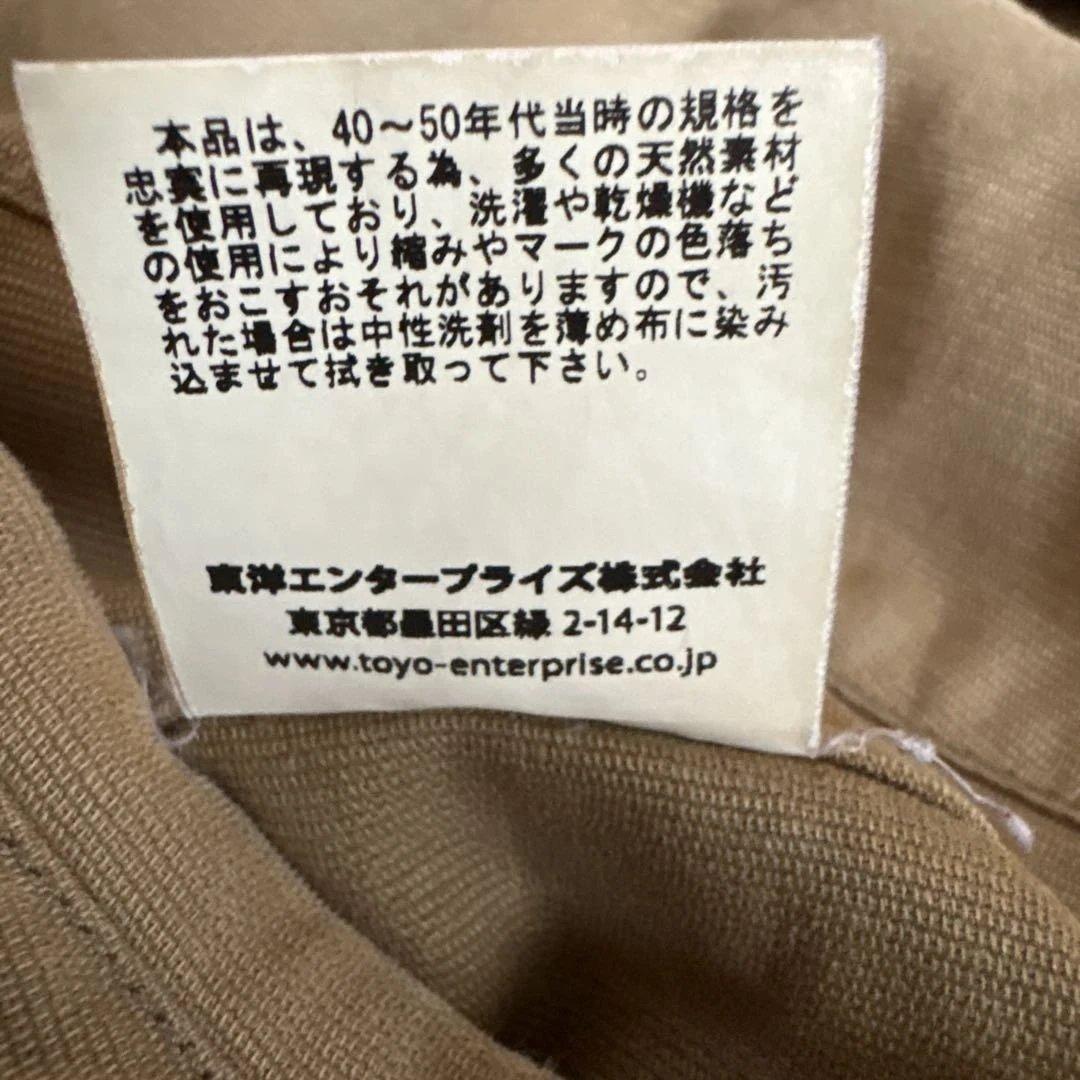 本品は、40～50年代当時の規格を
忠実に再現する為、多くの天然素材
を使用しており、洗濯や乾燥機など
の使用により縮みやマークの色落ち
をおこすおそれがありますので、汚
れた場合は中性洗剤を薄め布に染み
込ませて拭き取って下さい。
東洋エンタープライズ株式会社
東京都墨田区緑 2-14-12
www.toyo-enterprise.co.jp